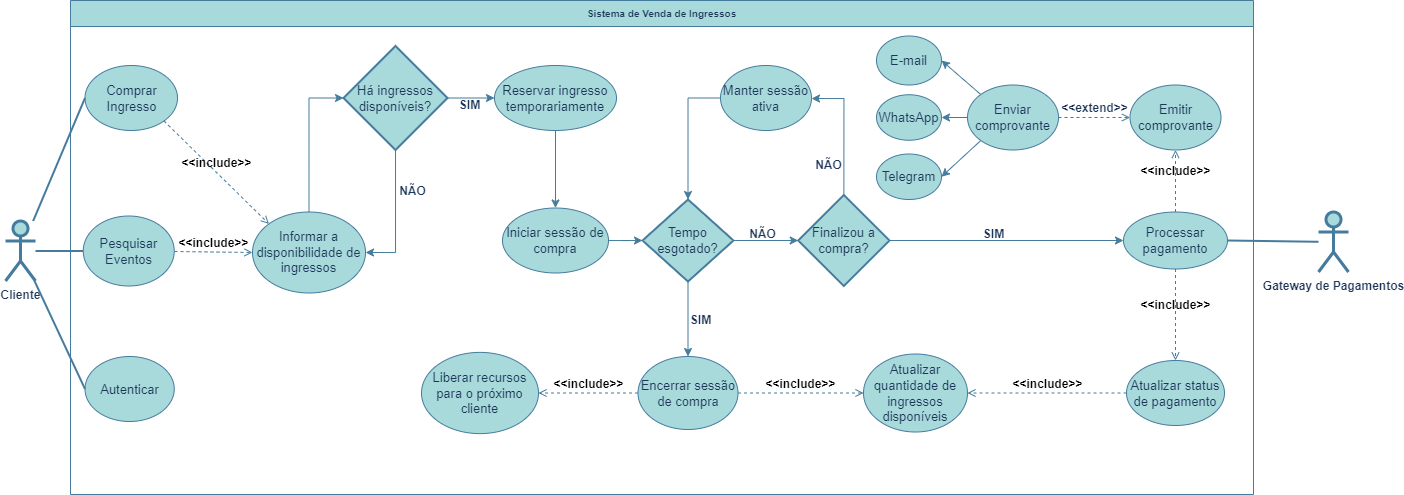 Sistema de Venda de Ingressos
Comprar
Ingresso
<<include>>
Pesquisar
Eventos
<<include>>
Autenticar
Cliente
Informar a
disponibilidade de
ingressos
Há ingressos
disponíveis?
SIM
NÃO
Reservar ingresso
temporariamente
Iniciar sessão de
compra
Manter sessão
ativa
Tempo
esgotado?
NÃO
Finalizou a
compra?
NÃO
SIM
SIM
E-mail
WhatsApp
Telegram
Enviar
comprovante
<<extend>>
Emitir
comprovante
<<include>>
Processar
pagamento
<<include>>
Gateway de Pagamentos
Liberar recursos
para o próximo
cliente
<<include>>
Encerrar sessão
de compra
<<include>>
Atualizar
quantidade de
ingressos
disponíveis
<<include>>
Atualizar status
de pagamento